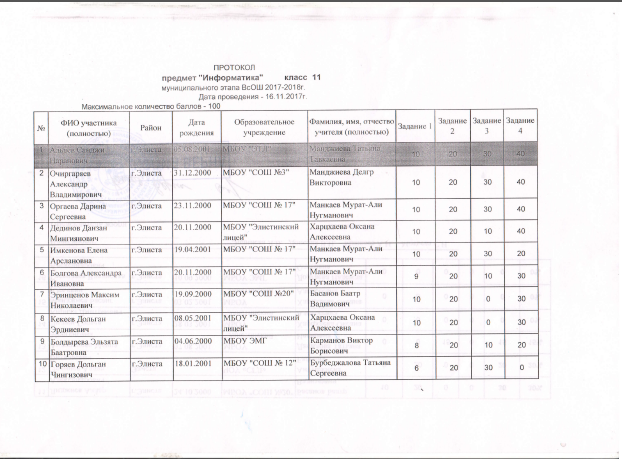 ПРОТОКОЛ
предмет "Информатика" класс 11
муниципального этапа ВсОШ 2017-2018г.
Дата проведения - 16.11.2017г.
Максимальное количество баллов - 100
№ ФИО участника (полностью) Район Дата рождения Образовательное учреждение Фамилия, имя, отчество учителя (полностью) Задание 1 Задание 2 Задание 3 Задание 4
1 г.Элиста МБОУ 10 20 30 40
2 Очиргаряев Александр Владимирович г.Элиста 31.12.2000 МБОУ "СОШ №3" Манджиева Делгр Викторовна 10 20 30 40
3 Оргаева Дарина Сергеевна г.Элиста 23.11.2000 МБОУ "СОШ № 17" Манкаев Мурат-Али Нугманович 10 20 30 40
4 Дединов Данзан Мингиянович г.Элиста 20.11.2000 МБОУ "Элистинский лицей" Харцхаева Оксана Алексеевна 10 20 10 40
5 Имкенова Елена Арслановна г.Элиста 19.04.2001 МБОУ "СОШ № 17" Манкаев Мурат-Али Нугманович 10 20 30 20
6 Болгова Александра Ивановна г.Элиста 20.11.2000 МБОУ "СОШ № 17" Манкаев Мурат-Али Нугманович 9 20 10 30
7 Эринценов Максим Николаевич г.Элиста 19.09.2000 МБОУ "СОШ №20" Басанов Баатр Вадимович 10 20 0 30
8 Кекеев Дольган Эрдниевич г.Элиста 08.05.2001 МБОУ "Элистинский лицей" Харцхаева Оксана Алексеевна 10 20 0 30
9 Болдырева Эльзята Баатровна г.Элиста 04.06.2000 МБОУ ЭМГ Карманов Виктор Борисович 8 20 10 20
10 Горяев Дольган Чингизович г.Элиста 18.01.2001 МБОУ "СОШ № 12" Бурбеджалова Татьяна Сергеевна 6 20 30 0